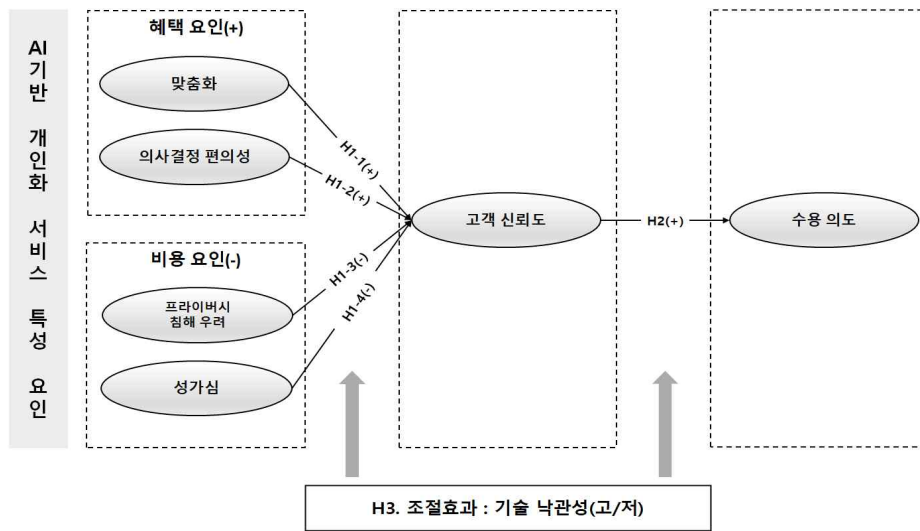 AI기반 개인화 서비스 특성 요인
혜택 요인(+)
맞춤화
의사결정 편의성
비용 요인(-)
프라이버시
침해 우려
성가심
H1-1(+)
H1-2(+)
H1-3(-)
H1-4(-)
고객 신뢰도
H2(+)
수용 의도
H3. 조절효과 : 기술 낙관성(고/저)